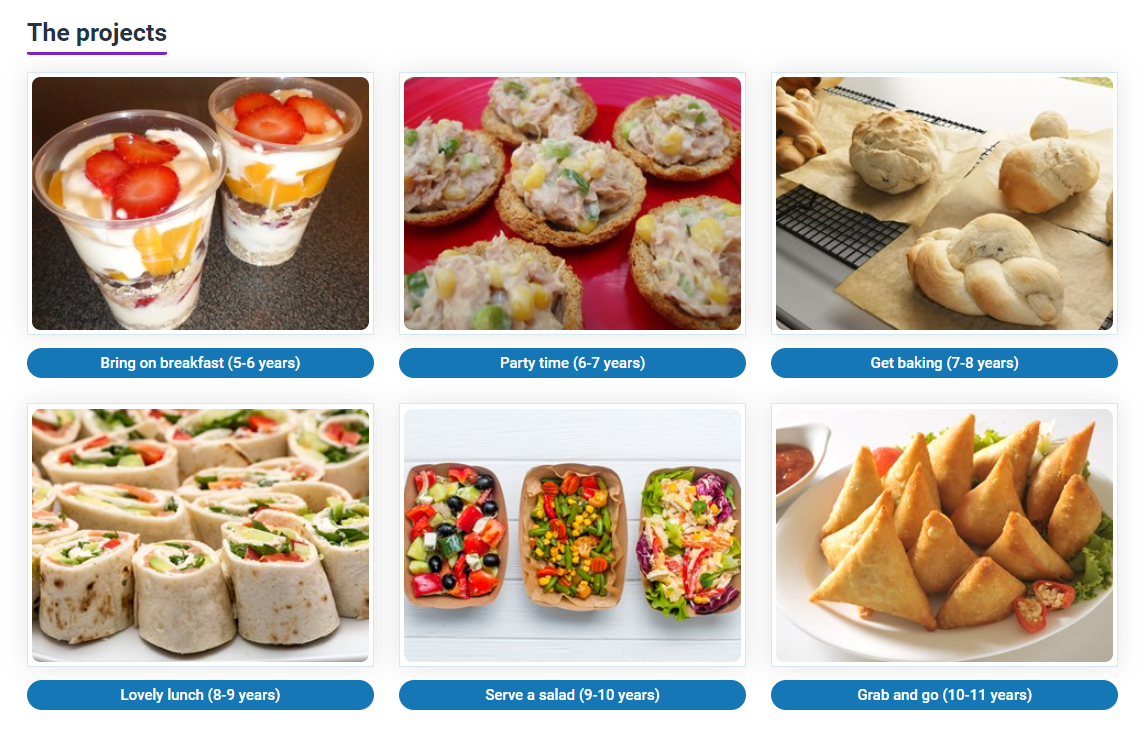 The projects
Bring on breakfast (5-6 years)
Party time (6-7 years)
Get baking (7-8 years)
Lovely lunch (8-9 years)
Serve a salad (9-10 years)
Grab and go (10-11 years)